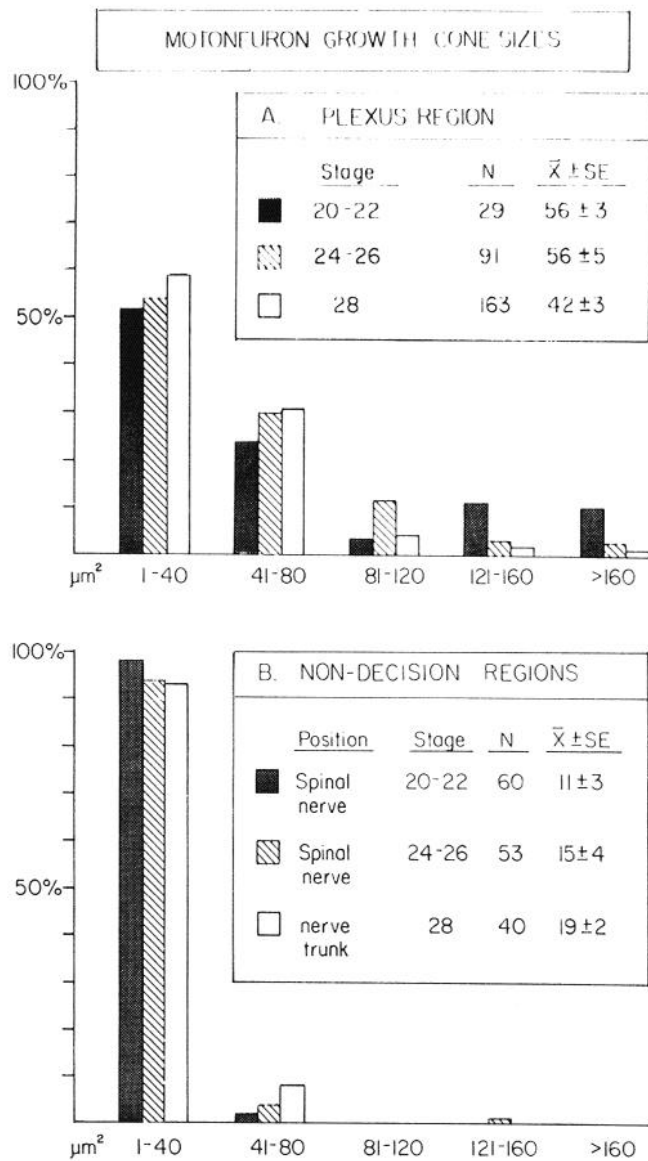 MOTONEURON GROWTH CONE SIZES
100%
A. PLEXUS REGION
Stage N X̄ ± SE
20-22 29 56 ± 3
24-26 91 56 ± 5
50%
28 163 42 ± 3
µm² 1-40 41-80 81-120 121-160 >160
100%
B. NON-DECISION REGIONS
Position Stage N X̄ ± SE
Spinal 20-22 60 11 ± 3
nerve
Spinal 24-26 53 15 ± 4
nerve
50%
nerve 28 40 19 ± 2
trunk
µm² 1-40 41-80 81-120 121-160 >160